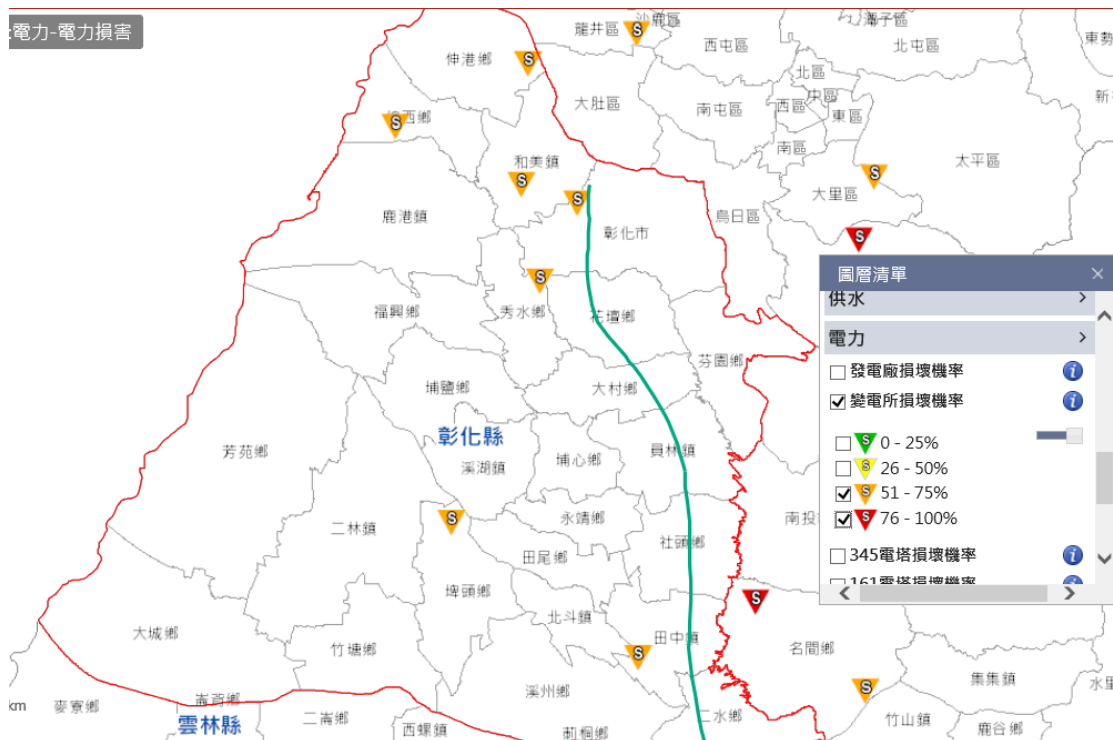 :電力-電力損害
沙鹿區
潭子區
龍井區
西屯區
北屯區
東勢
伸港鄉
北區
新
中區
大肚區
南屯區
西區
東區
西鄉
南區
和美鎮
太平區
大里區
鹿港鎮
烏日區
彰化市
福興鄉
秀水鄉
花壇鄉
芬園鄉
埔鹽鄉
大村鄉
彰化縣
芳苑鄉
員林鎮
溪湖鎮
埔心鄉
二林鎮
永靖鄉
南投
社頭鄉
田尾鄉
埤頭鄉
北斗鎮
大城鄉
田中鎮
竹塘鄉
名間鄉
集集鎮
水里
溪州鄉
km
麥寮鄉
崙背鄉
雲林縣
二崙鄉
西螺鎮
莿桐鄉
二水鄉
竹山鎮
鹿谷鄉
圖層清單
×
供水
電力
發電廠損壞機率
變電所損壞機率
S 0 - 25%
S 26 - 50%
S 51 - 75%
S 76 - 100%
345電塔損壞機率
161電塔損壞機率